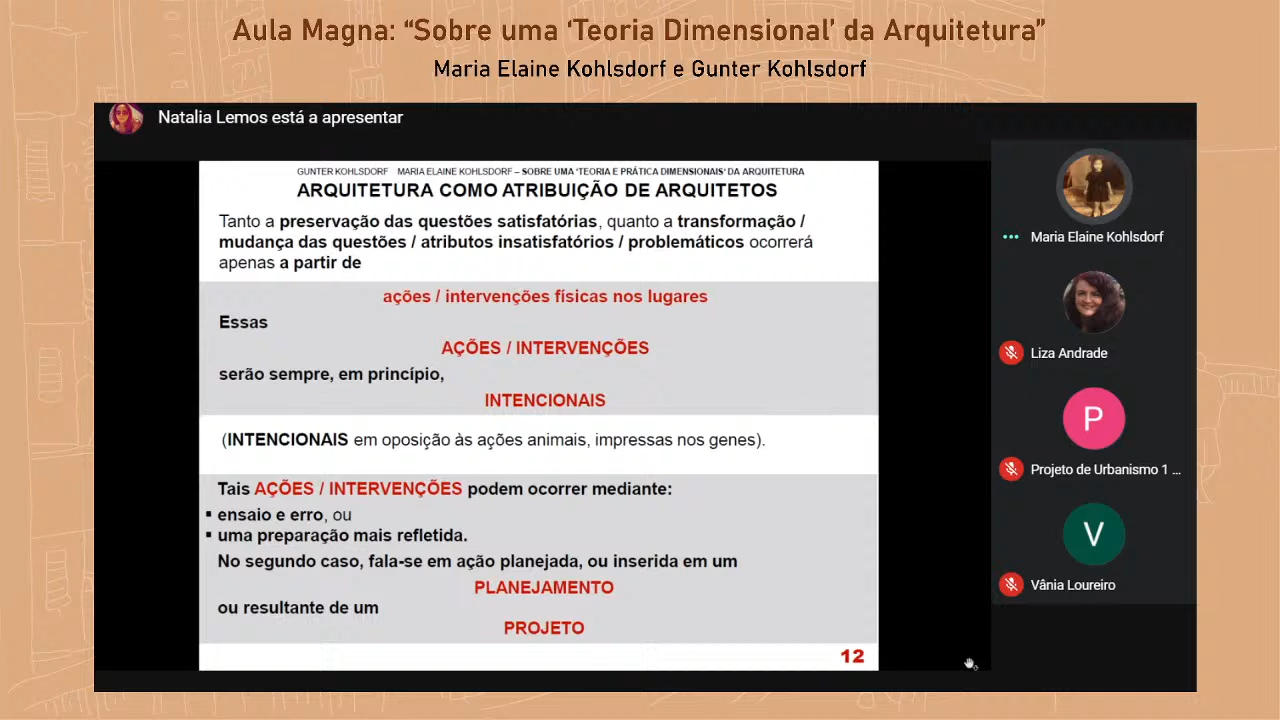 Aula Magna: “Sobre uma ‘Teoria Dimensional’ da Arquitetura”
Maria Elaine Kohlsdorf e Gunter Kohlsdorf
Natalia Lemos está a apresentar
GUNTER KOHLSDORF MARIA ELAINE KOHLSDORF – SOBRE UMA ‘TEORIA E PRÁTICA DIMENSIONAIS’ DA ARQUITETURA
ARQUITETURA COMO ATRIBUIÇÃO DE ARQUITETOS
Tanto a preservação das questões satisfatórias, quanto a transformação /
mudança das questões / atributos insatisfatórios / problemáticos ocorrerá
apenas a partir de
ações / intervenções físicas nos lugares
Essas
AÇÕES / INTERVENÇÕES
serão sempre, em princípio,
INTENCIONAIS
(INTENCIONAIS em oposição às ações animais, impressas nos genes).
Tais AÇÕES / INTERVENÇÕES podem ocorrer mediante:
▪ ensaio e erro, ou
▪ uma preparação mais refletida.
No segundo caso, fala-se em ação planejada, ou inserida em um
PLANEJAMENTO
ou resultante de um
PROJETO
12
Maria Elaine Kohlsdorf
Liza Andrade
P
Projeto de Urbanismo 1 ...
V
Vânia Loureiro